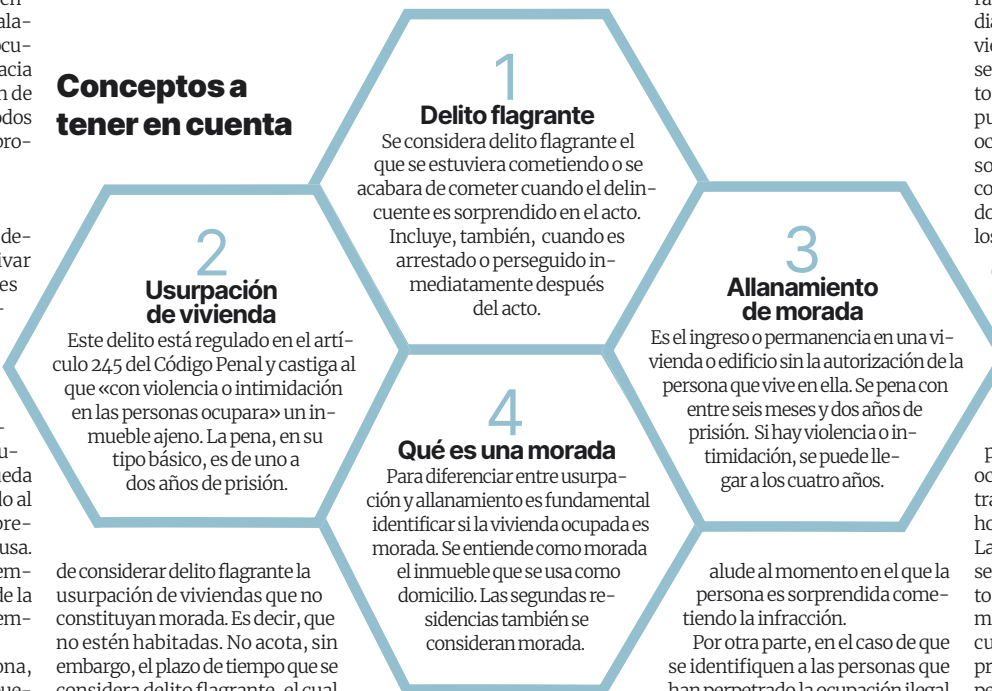 Conceptos a
tener en cuenta
1
Delito flagrante
Se considera delito flagrante el
que se estuviera cometiendo o se
acabara de cometer cuando el delin-
cuente es sorprendido en el acto.
Incluye, también, cuando es
arrestado o perseguido in-
mediatamente después
del acto.
2
Usurpación
de vivienda
Este delito está regulado en el artí-
culo 245 del Código Penal y castiga al
que «con violencia o intimidación
en las personas ocupara» un in-
mueble ajeno. La pena, en su
tipo básico, es de uno a
dos años de prisión.
3
Allanamiento
de morada
Es el ingreso o permanencia en una vi-
vienda o edificio sin la autorización de la
persona que vive en ella. Se pena con
entre seis meses y dos años de
prisión. Si hay violencia o in-
timidación, se puede lle-
gar a los cuatro años.
4
Qué es una morada
Para diferenciar entre usurpa-
ción y allanamiento es fundamental
identificar si la vivienda ocupada es
morada. Se entiende como morada
el inmueble que se usa como
domicilio. Las segundas re-
sidencias también se
consideran morada.
de considerar delito flagrante la
usurpación de viviendas que no
constituyan morada. Es decir, que
no estén habitadas. No acota, sin
embargo, el plazo de tiempo que se
considera delito flagrante, el cual
alude al momento en el que la
persona es sorprendida come-
tiendo la infracción.
Por otra parte, en el caso de que
se identifiquen a las personas que
han perpetrado la ocupación ilegal